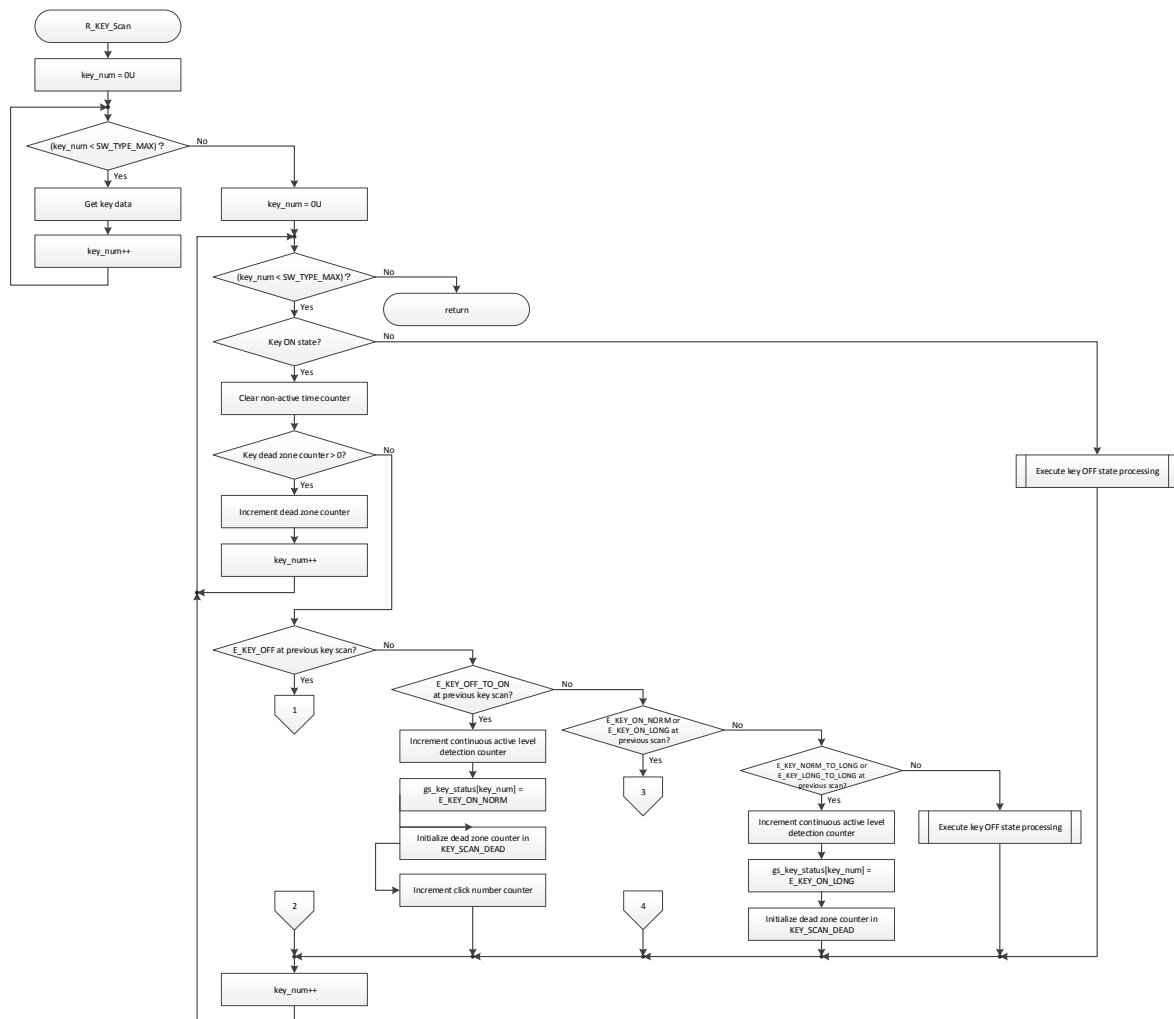 R_KEY_Scan
key_num = 0U
(key_num < SW_TYPE_MAX) ?
No
Yes
Get key data
key_num++
key_num = 0U
(key_num < SW_TYPE_MAX) ?
No
Yes
return
Key ON state?
No
Yes
Clear non-active time counter
Key dead zone counter > 0?
No
Yes
Execute key OFF state processing
Increment dead zone counter
key_num++
E_KEY_OFF at previous key scan?
No
Yes
1
E_KEY_OFF_TO_ON
at previous key scan?
No
Yes
Increment continuous active level
detection counter
gs_key_status[key_num] =
E_KEY_ON_NORM
Initialize dead zone counter in
KEY_SCAN_DEAD
Increment click number counter
E_KEY_ON_NORM or
E_KEY_ON_LONG at
previous scan?
No
Yes
3
E_KEY_NORM_TO_LONG or
E_KEY_LONG_TO_LONG at
previous scan?
No
Yes
Increment continuous active level
detection counter
gs_key_status[key_num] =
E_KEY_ON_LONG
Initialize dead zone counter in
KEY_SCAN_DEAD
Execute key OFF state processing
2
4
key_num++